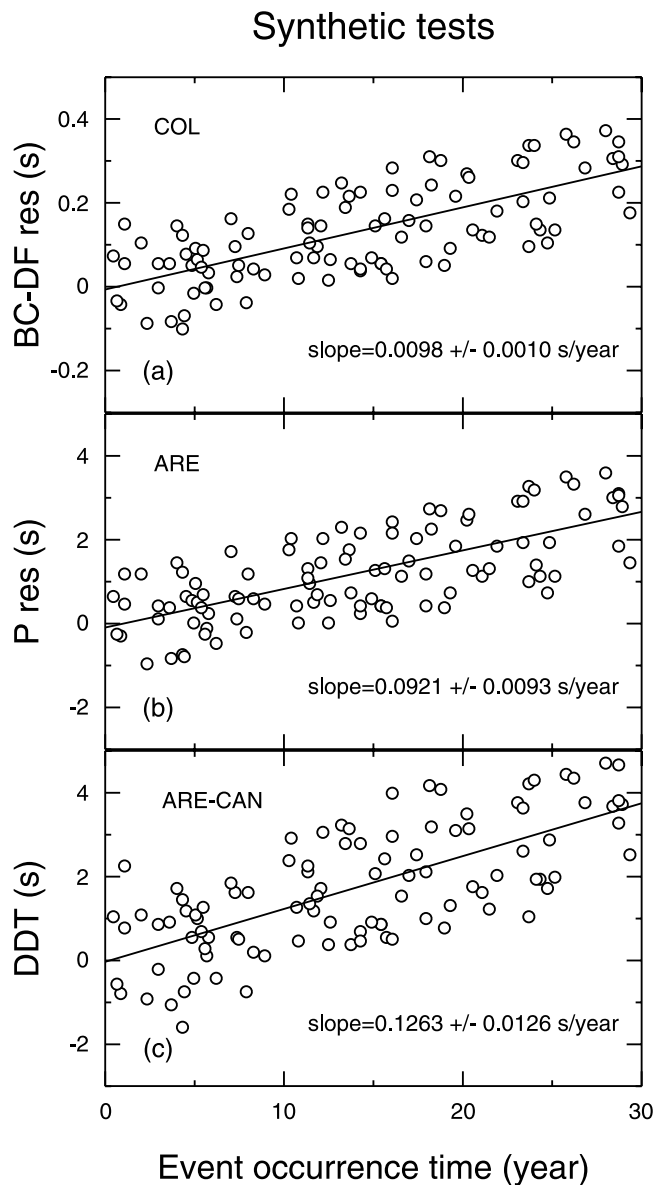 Synthetic tests
0.4
COL
0.2
0
-0.2
BC-DF res (s)
slope=0.0098 +/- 0.0010 s/year
(a)
4
ARE
2
0
-2
P res (s)
slope=0.0921 +/- 0.0093 s/year
(b)
4
ARE-CAN
2
0
-2
DDT (s)
slope=0.1263 +/- 0.0126 s/year
(c)
0 10 20 30
Event occurrence time (year)